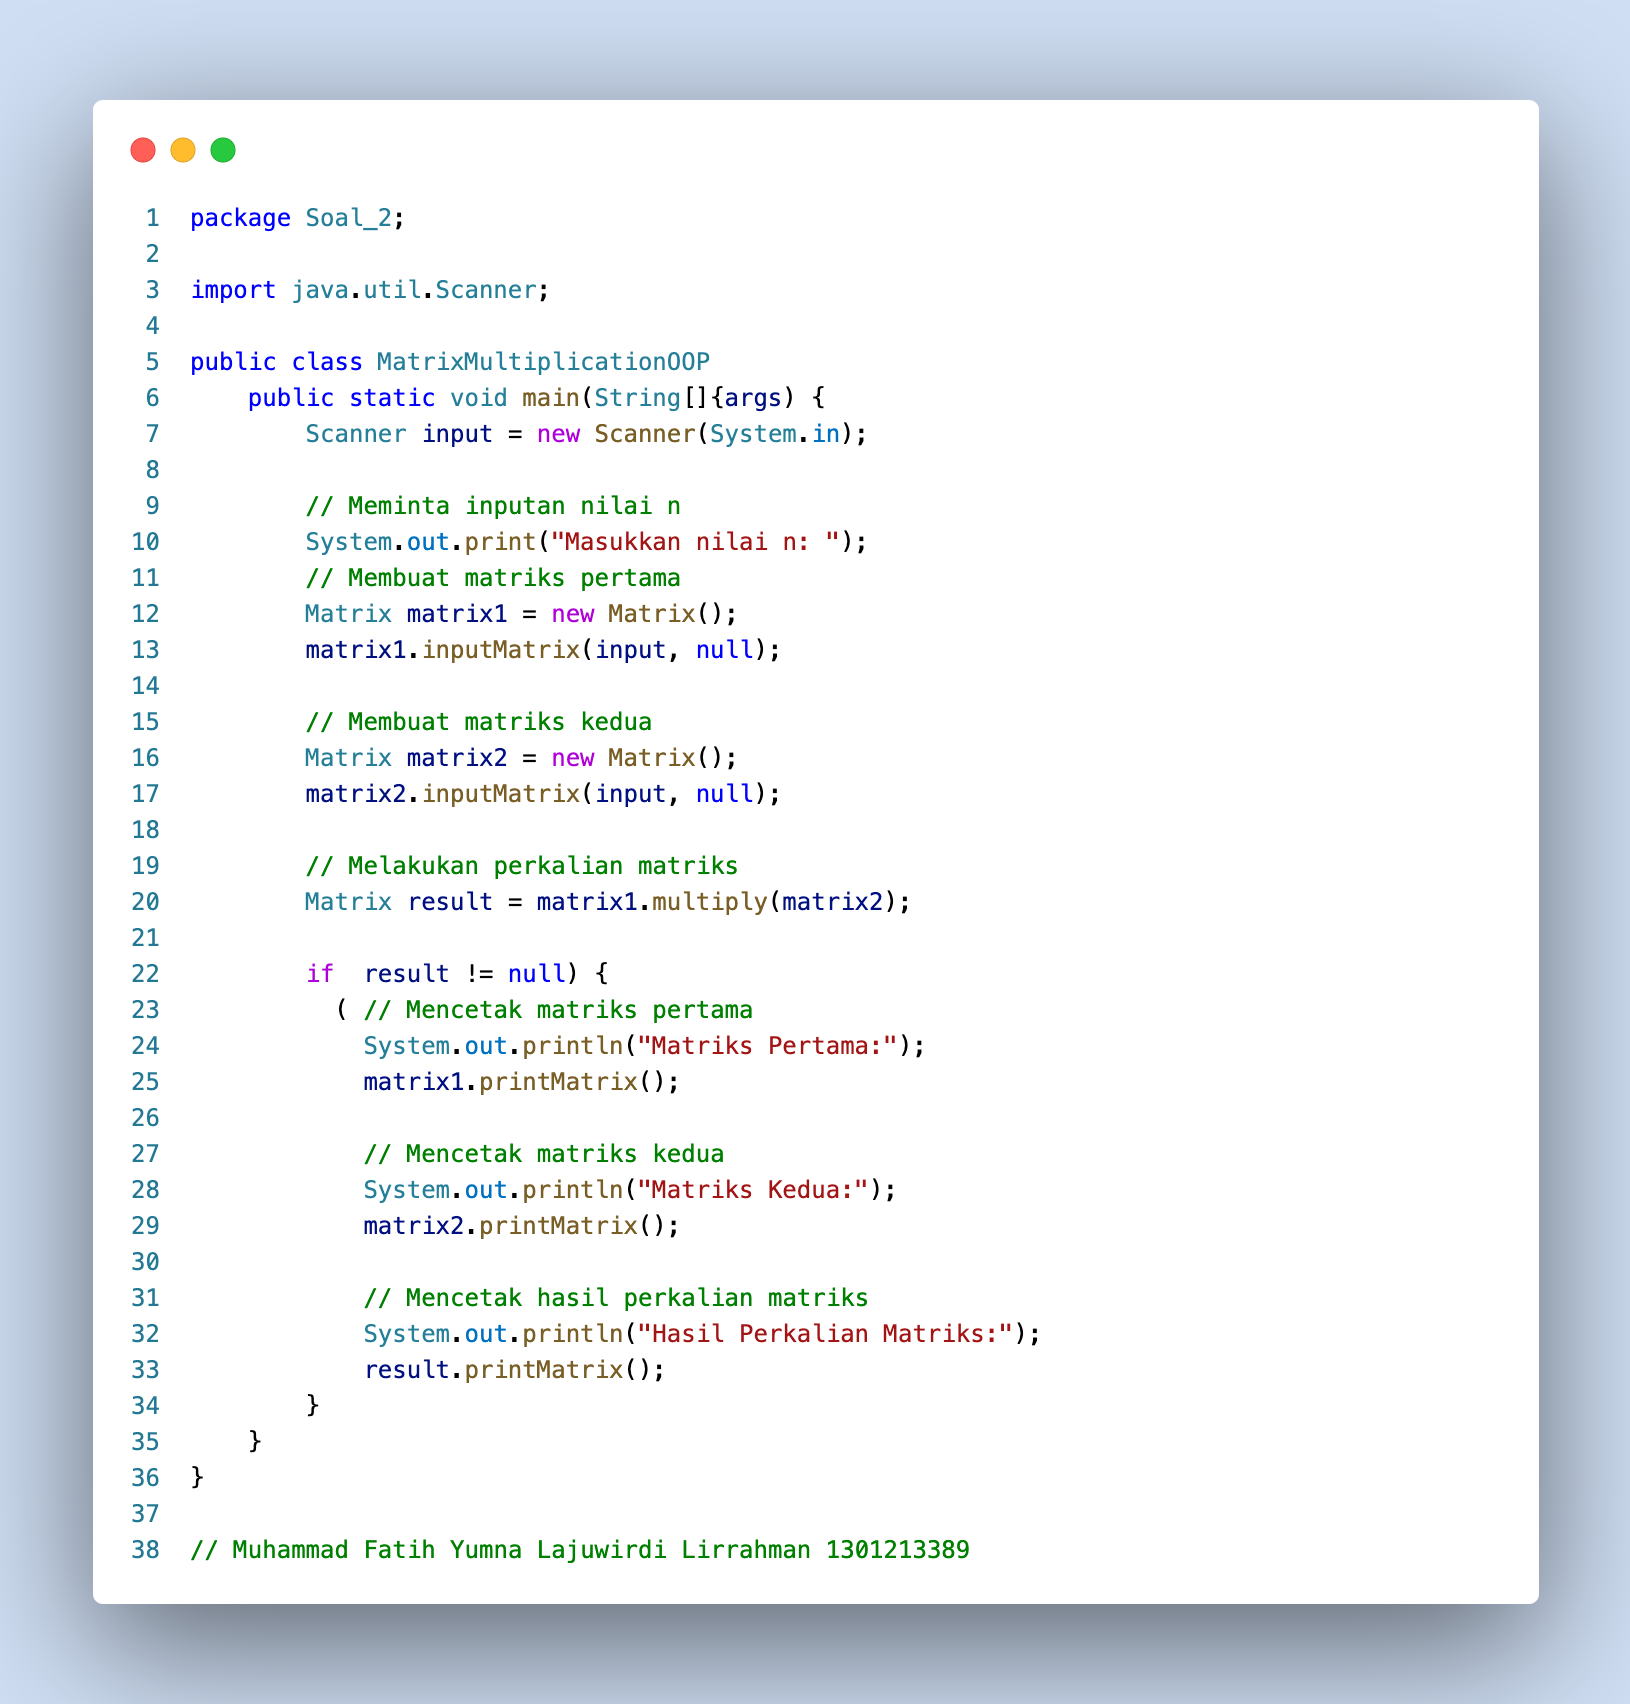 1 package Soal_2;
2
3 import java.util.Scanner;
4
5 public class MatrixMultiplicationOOP
6     public static void main(String[]{args) {
7         Scanner input = new Scanner(System.in);
8
9         // Meminta inputan nilai n
10         System.out.print("Masukkan nilai n: ");
11         // Membuat matriks pertama
12         Matrix matrix1 = new Matrix();
13         matrix1.inputMatrix(input, null);
14
15         // Membuat matriks kedua
16         Matrix matrix2 = new Matrix();
17         matrix2.inputMatrix(input, null);
18
19         // Melakukan perkalian matriks
20         Matrix result = matrix1.multiply(matrix2);
21
22         if  result != null) {
23           ( // Mencetak matriks pertama
24             System.out.println("Matriks Pertama:");
25             matrix1.printMatrix();
26
27             // Mencetak matriks kedua
28             System.out.println("Matriks Kedua:");
29             matrix2.printMatrix();
30
31             // Mencetak hasil perkalian matriks
32             System.out.println("Hasil Perkalian Matriks:");
33             result.printMatrix();
34         }
35     }
36 }
37
38 // Muhammad Fatih Yumna Lajuwirdi Lirrahman 1301213389